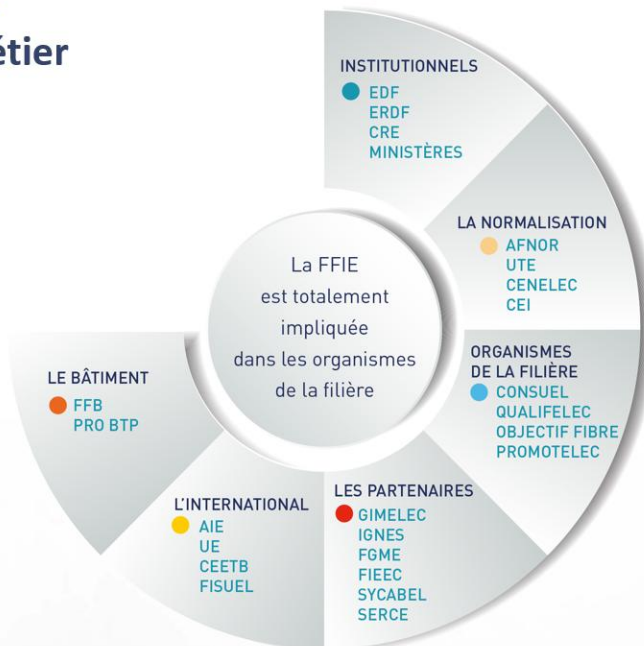 étier
INSTITUTIONNELS
EDF
ERDF
CRE
MINISTÈRES
LA NORMALISATION
AFNOR
UTE
CENELEC
CEI
ORGANISMES
DE LA FILIÈRE
CONSUEL
QUALIFELEC
OBJECTIF FIBRE
PROMOTELEC
LES PARTENAIRES
GIMELEC
IGNES
FGME
FIEEC
SYCABEL
SERCE
L'INTERNATIONAL
AIE
UE
CEETB
FISUEL
LE BÂTIMENT
FFB
PRO BTP
La FFIE
est totalement
impliquée
dans les organismes
de la filière